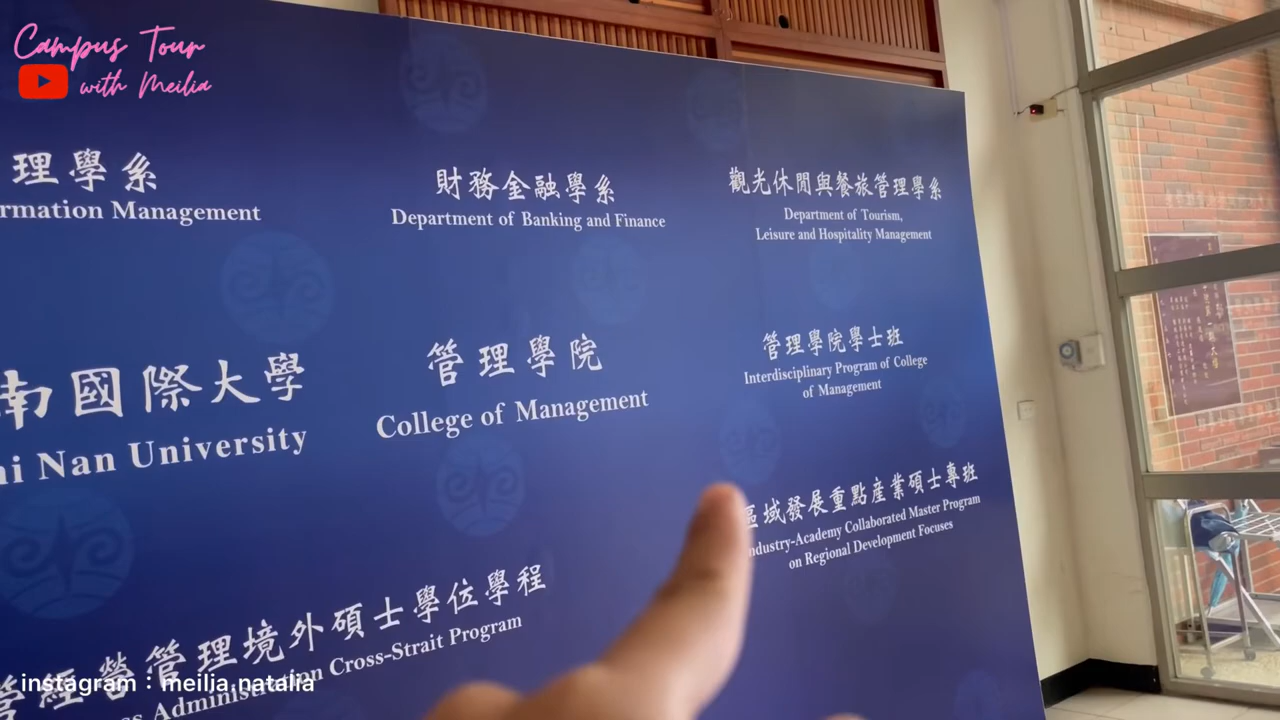 Campus Tour
with Meilia
理學系
rmation Management
財務金融學系
Department of Banking and Finance
觀光休閒與餐旅管理學系
Department of Tourism,
Leisure and Hospitality Management
南國際大學
Nan University
管理學院
College of Management
管理學院學士班
Interdisciplinary Program of College
of Management
區域發展重點產業碩士專班
Industry-Academy Collaborated Master Program
on Regional Development Focuses
經營管理境外碩士學位學程
Administration Cross-Strait Program
instagram : meilia.natalia